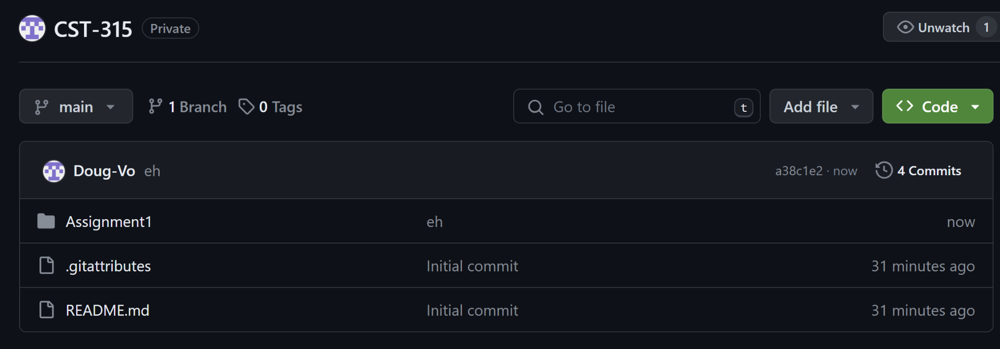 CST-315 Private Unwatch 1
main 1 Branch 0 Tags Go to file t Add file <> Code
Doug-Vo eh a38c1e2 · now 4 Commits
Assignment1 eh now
.gitattributes Initial commit 31 minutes ago
README.md Initial commit 31 minutes ago